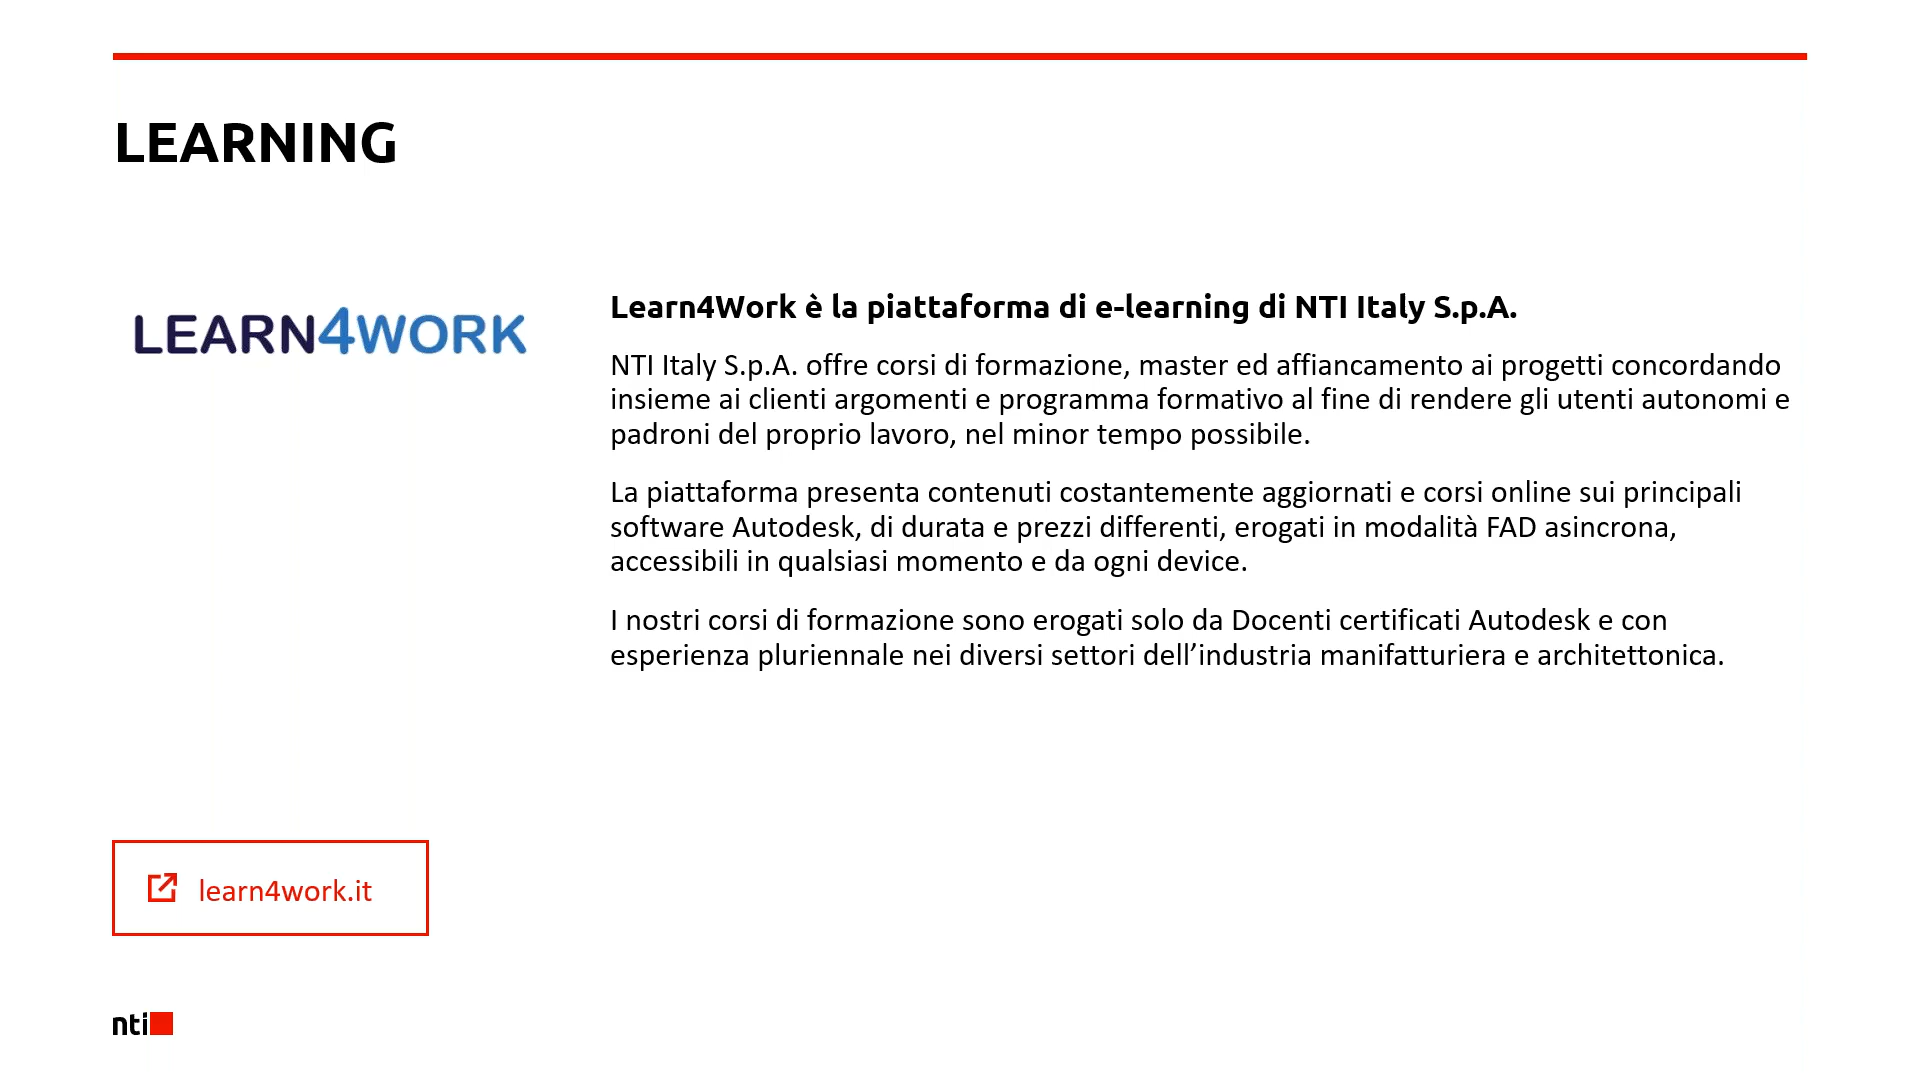 LEARNING
LEARN4WORK
Learn4Work è la piattaforma di e-learning di NTI Italy S.p.A.
NTI Italy S.p.A. offre corsi di formazione, master ed affiancamento ai progetti concordando
insieme ai clienti argomenti e programma formativo al fine di rendere gli utenti autonomi e
padroni del proprio lavoro, nel minor tempo possibile.
La piattaforma presenta contenuti costantemente aggiornati e corsi online sui principali
software Autodesk, di durata e prezzi differenti, erogati in modalità FAD asincrona,
accessibili in qualsiasi momento e da ogni device.
I nostri corsi di formazione sono erogati solo da Docenti certificati Autodesk e con
esperienza pluriennale nei diversi settori dell’industria manifatturiera e architettonica.
learn4work.it
nti